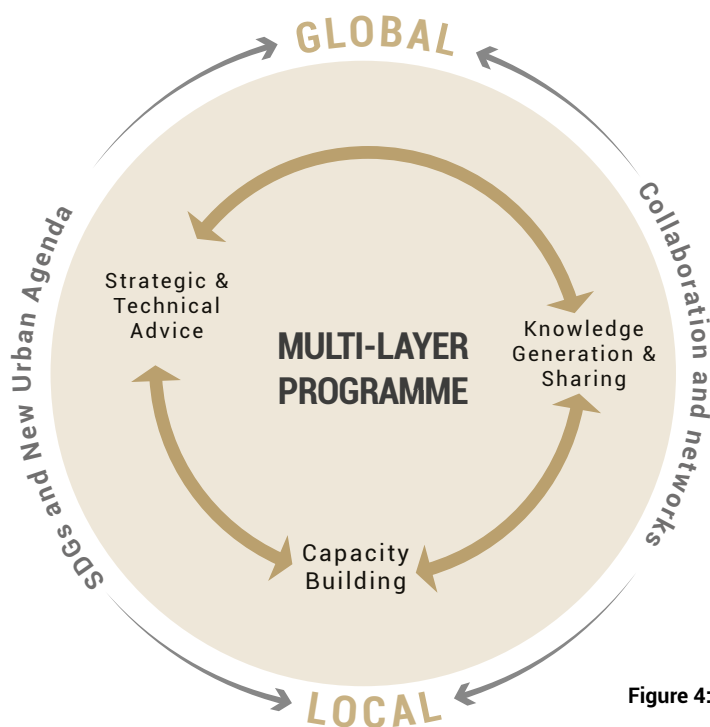 GLOBAL
SDGs and New Urban Agenda
Collaboration and networks
Strategic &
Technical
Advice
MULTI-LAYER
PROGRAMME
Knowledge
Generation &
Sharing
Capacity
Building
LOCAL
Figure 4: